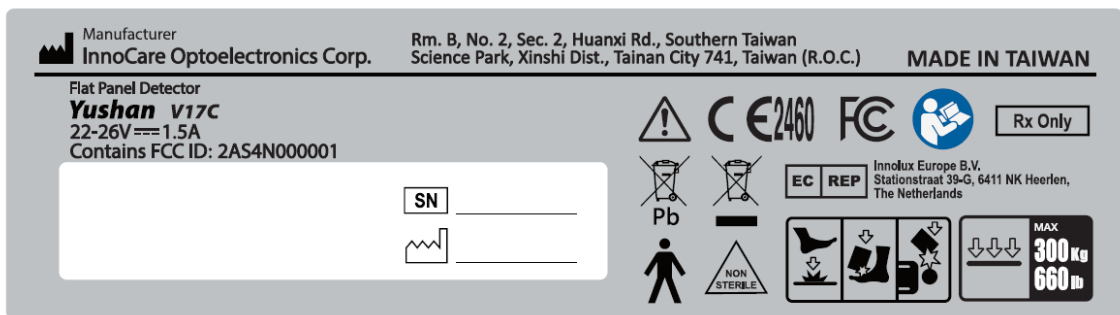 Manufacturer
InnoCare Optoelectronics Corp.
Rm. B, No. 2, Sec. 2, Huanxi Rd., Southern Taiwan
Science Park, Xinshi Dist., Tainan City 741, Taiwan (R.O.C.)
MADE IN TAIWAN
Flat Panel Detector
Yushan V17C
22-26V⎓1.5A
Contains FCC ID: 2AS4N000001
SN
CE2460
FC
Rx Only
Pb
EC REP
Innolux Europe B.V.
Stationstraat 39-G, 6411 NK Heerlen,
The Netherlands
NON
STERILE
MAX
300Kg
660lb